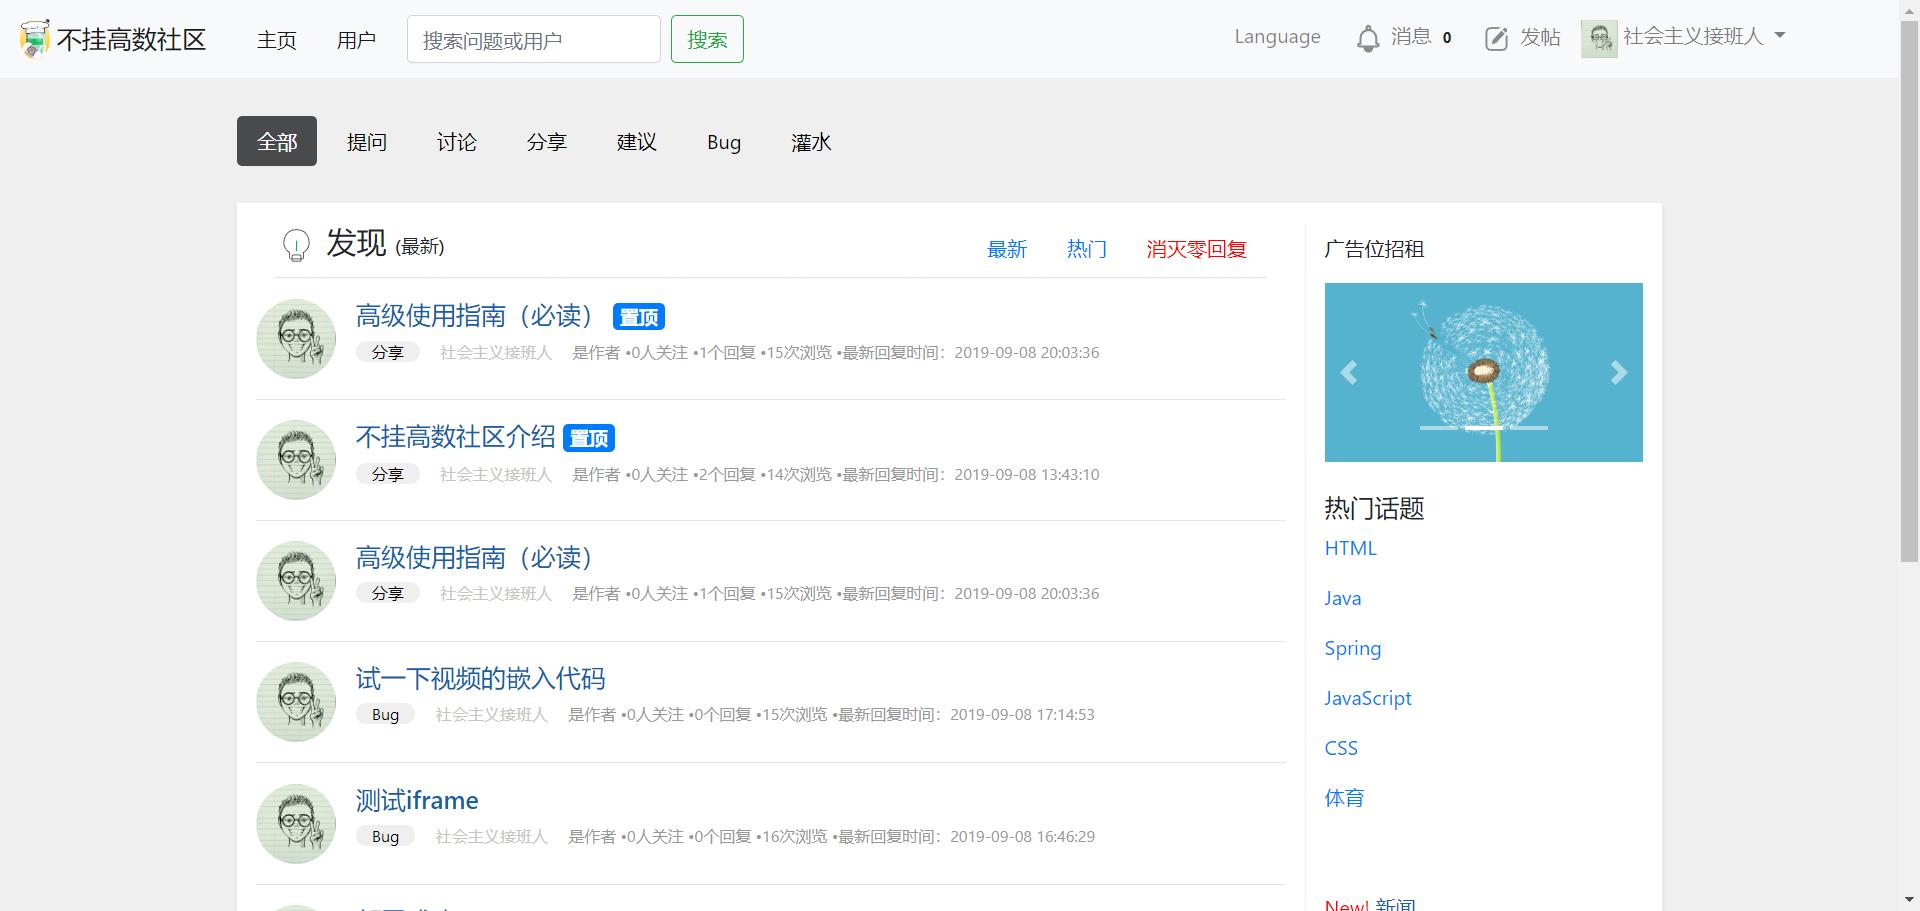 不挂高数社区 主页 用户 搜索问题或用户 搜索 Language 消息 0 发帖 社会主义接班人
全部 提问 讨论 分享 建议 Bug 灌水
发现 (最新) 最新 热门 消灭零回复
高级使用指南（必读） 置顶
分享 社会主义接班人 是作者 •0人关注 •1个回复 •15次浏览 •最新回复时间：2019-09-08 20:03:36
不挂高数社区介绍 置顶
分享 社会主义接班人 是作者 •0人关注 •2个回复 •14次浏览 •最新回复时间：2019-09-08 13:43:10
高级使用指南（必读）
分享 社会主义接班人 是作者 •0人关注 •1个回复 •15次浏览 •最新回复时间：2019-09-08 20:03:36
试一下视频的嵌入代码
Bug 社会主义接班人 是作者 •0人关注 •0个回复 •15次浏览 •最新回复时间：2019-09-08 17:14:53
测试iframe
Bug 社会主义接班人 是作者 •0人关注 •0个回复 •16次浏览 •最新回复时间：2019-09-08 16:46:29
广告位招租
热门话题
HTML
Java
Spring
JavaScript
CSS
体育
New! 新闻